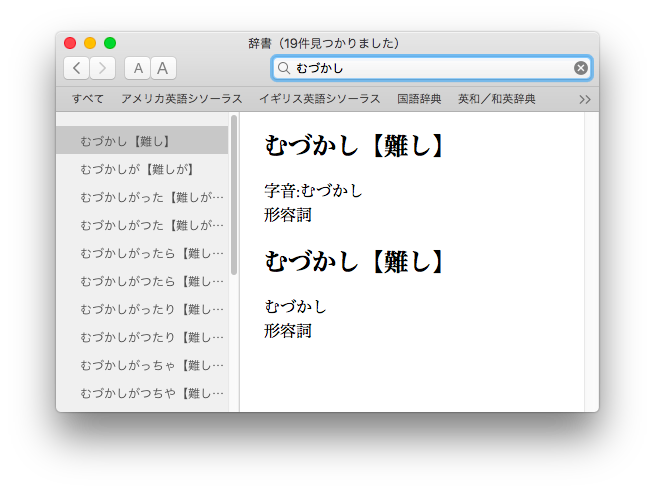 辞書（19件見つかりました）
A A
むづかし
すべて アメリカ英語シソーラス イギリス英語シソーラス 国語辞典 英和／和英辞典
むづかし【難し】
むづかしが【難しが】
むづかしがった【難しが…
むづかしがつた【難しが…
むづかしがったら【難し…
むづかしがつたら【難し…
むづかしがったり【難し…
むづかしがつたり【難し…
むづかしがっちゃ【難し…
むづかしがつちや【難し…
むづかし【難し】
字音:むづかし
形容詞
むづかし【難し】
むづかし
形容詞